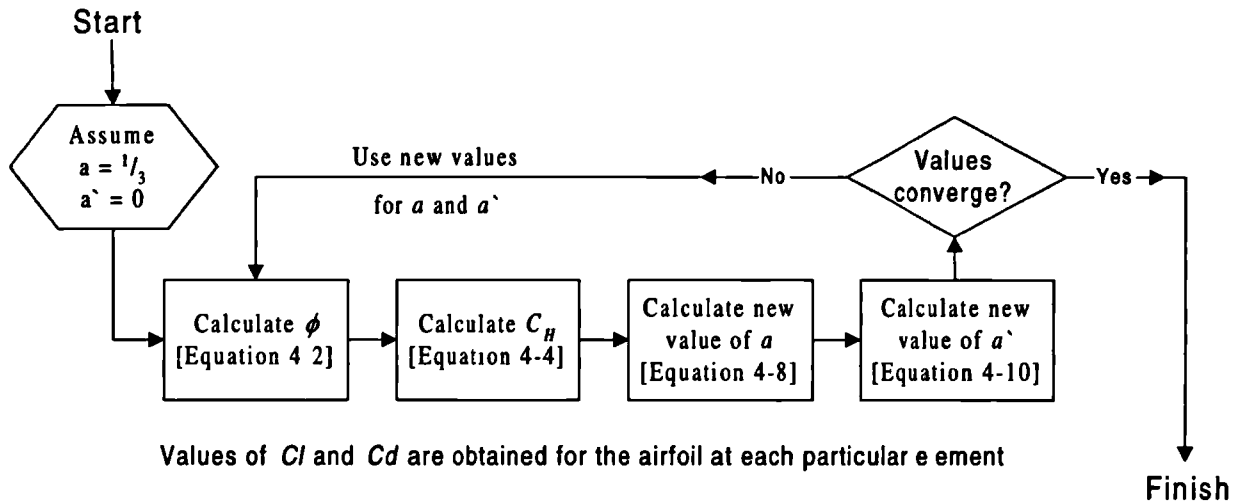 Start
Assume
a = 1/3
a` = 0
Use new values
for a and a`
No
Values
converge?
Yes
Calculate ϕ
[Equation 4 2]
Calculate C_H
[Equation 4-4]
Calculate new
value of a
[Equation 4-8]
Calculate new
value of a`
[Equation 4-10]
Values of Cl and Cd are obtained for the airfoil at each particular e ement
Finish